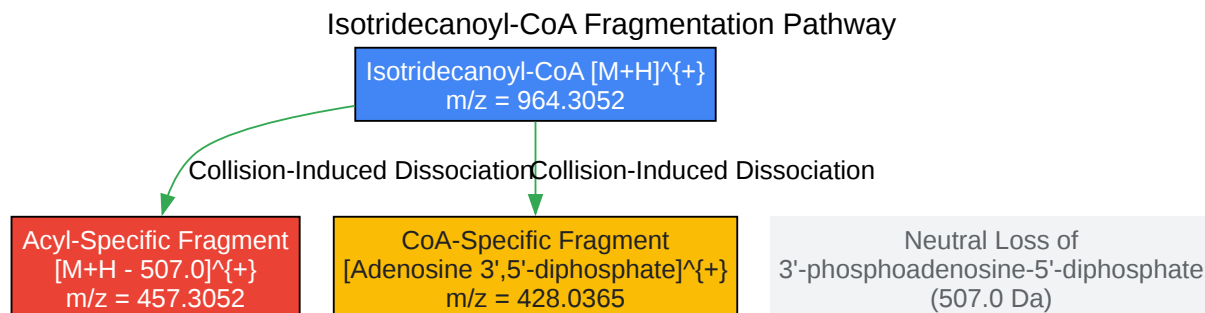 Isotridecanoyl-CoA Fragmentation Pathway
Isotridecanoyl-CoA [M+H]^{+}
m/z = 964.3052
Collision-Induced Dissociation
Collision-Induced Dissociation
Acyl-Specific Fragment
[M+H - 507.0]^{+}
m/z = 457.3052
CoA-Specific Fragment
[Adenosine 3',5'-diphosphate]^{+}
m/z = 428.0365
Neutral Loss of
3'-phosphoadenosine-5'-diphosphate
(507.0 Da)